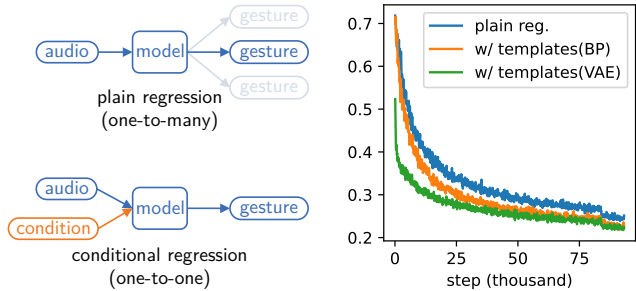 gesture
audio
model
gesture
gesture
plain regression
(one-to-many)
audio
condition
model
gesture
conditional regression
(one-to-one)
0.7
0.6
0.5
0.4
0.3
0.2
plain reg.
w/ templates(BP)
w/ templates(VAE)
0
25
50
75
step (thousand)